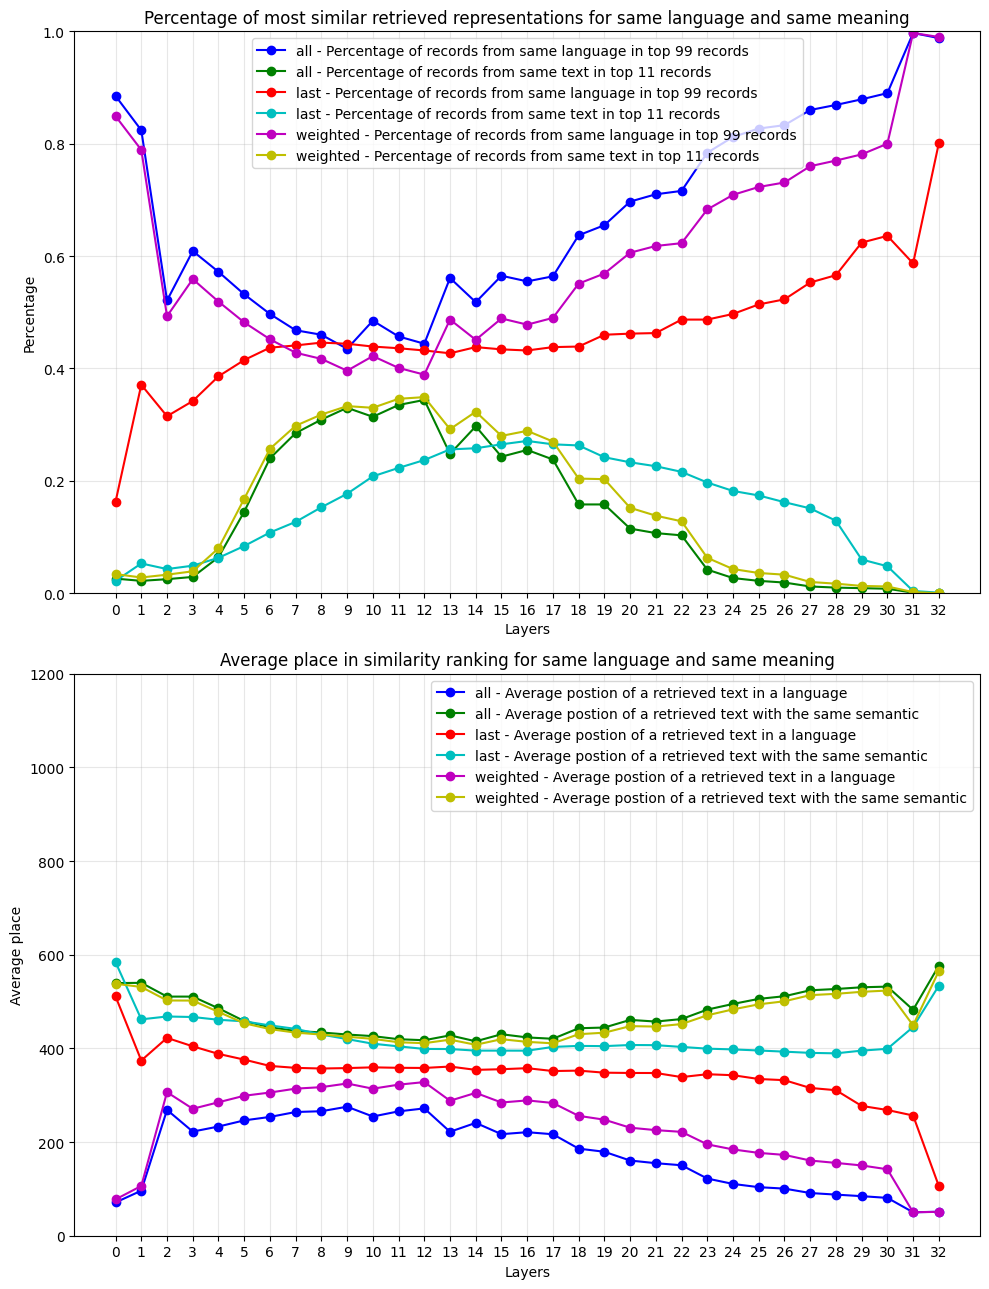 Percentage of most similar retrieved representations for same language and same meaning
1.0
0.8
0.6
0.4
0.2
0.0
Percentage
all - Percentage of records from same language in top 99 records
all - Percentage of records from same text in top 11 records
last - Percentage of records from same language in top 99 records
last - Percentage of records from same text in top 11 records
weighted - Percentage of records from same language in top 99 records
weighted - Percentage of records from same text in top 11 records
0 1 2 3 4 5 6 7 8 9 10 11 12 13 14 15 16 17 18 19 20 21 22 23 24 25 26 27 28 29 30 31 32
Layers
Average place in similarity ranking for same language and same meaning
1200
1000
800
600
400
200
0
Average place
all - Average postion of a retrieved text in a language
all - Average postion of a retrieved text with the same semantic
last - Average postion of a retrieved text in a language
last - Average postion of a retrieved text with the same semantic
weighted - Average postion of a retrieved text in a language
weighted - Average postion of a retrieved text with the same semantic
0 1 2 3 4 5 6 7 8 9 10 11 12 13 14 15 16 17 18 19 20 21 22 23 24 25 26 27 28 29 30 31 32
Layers